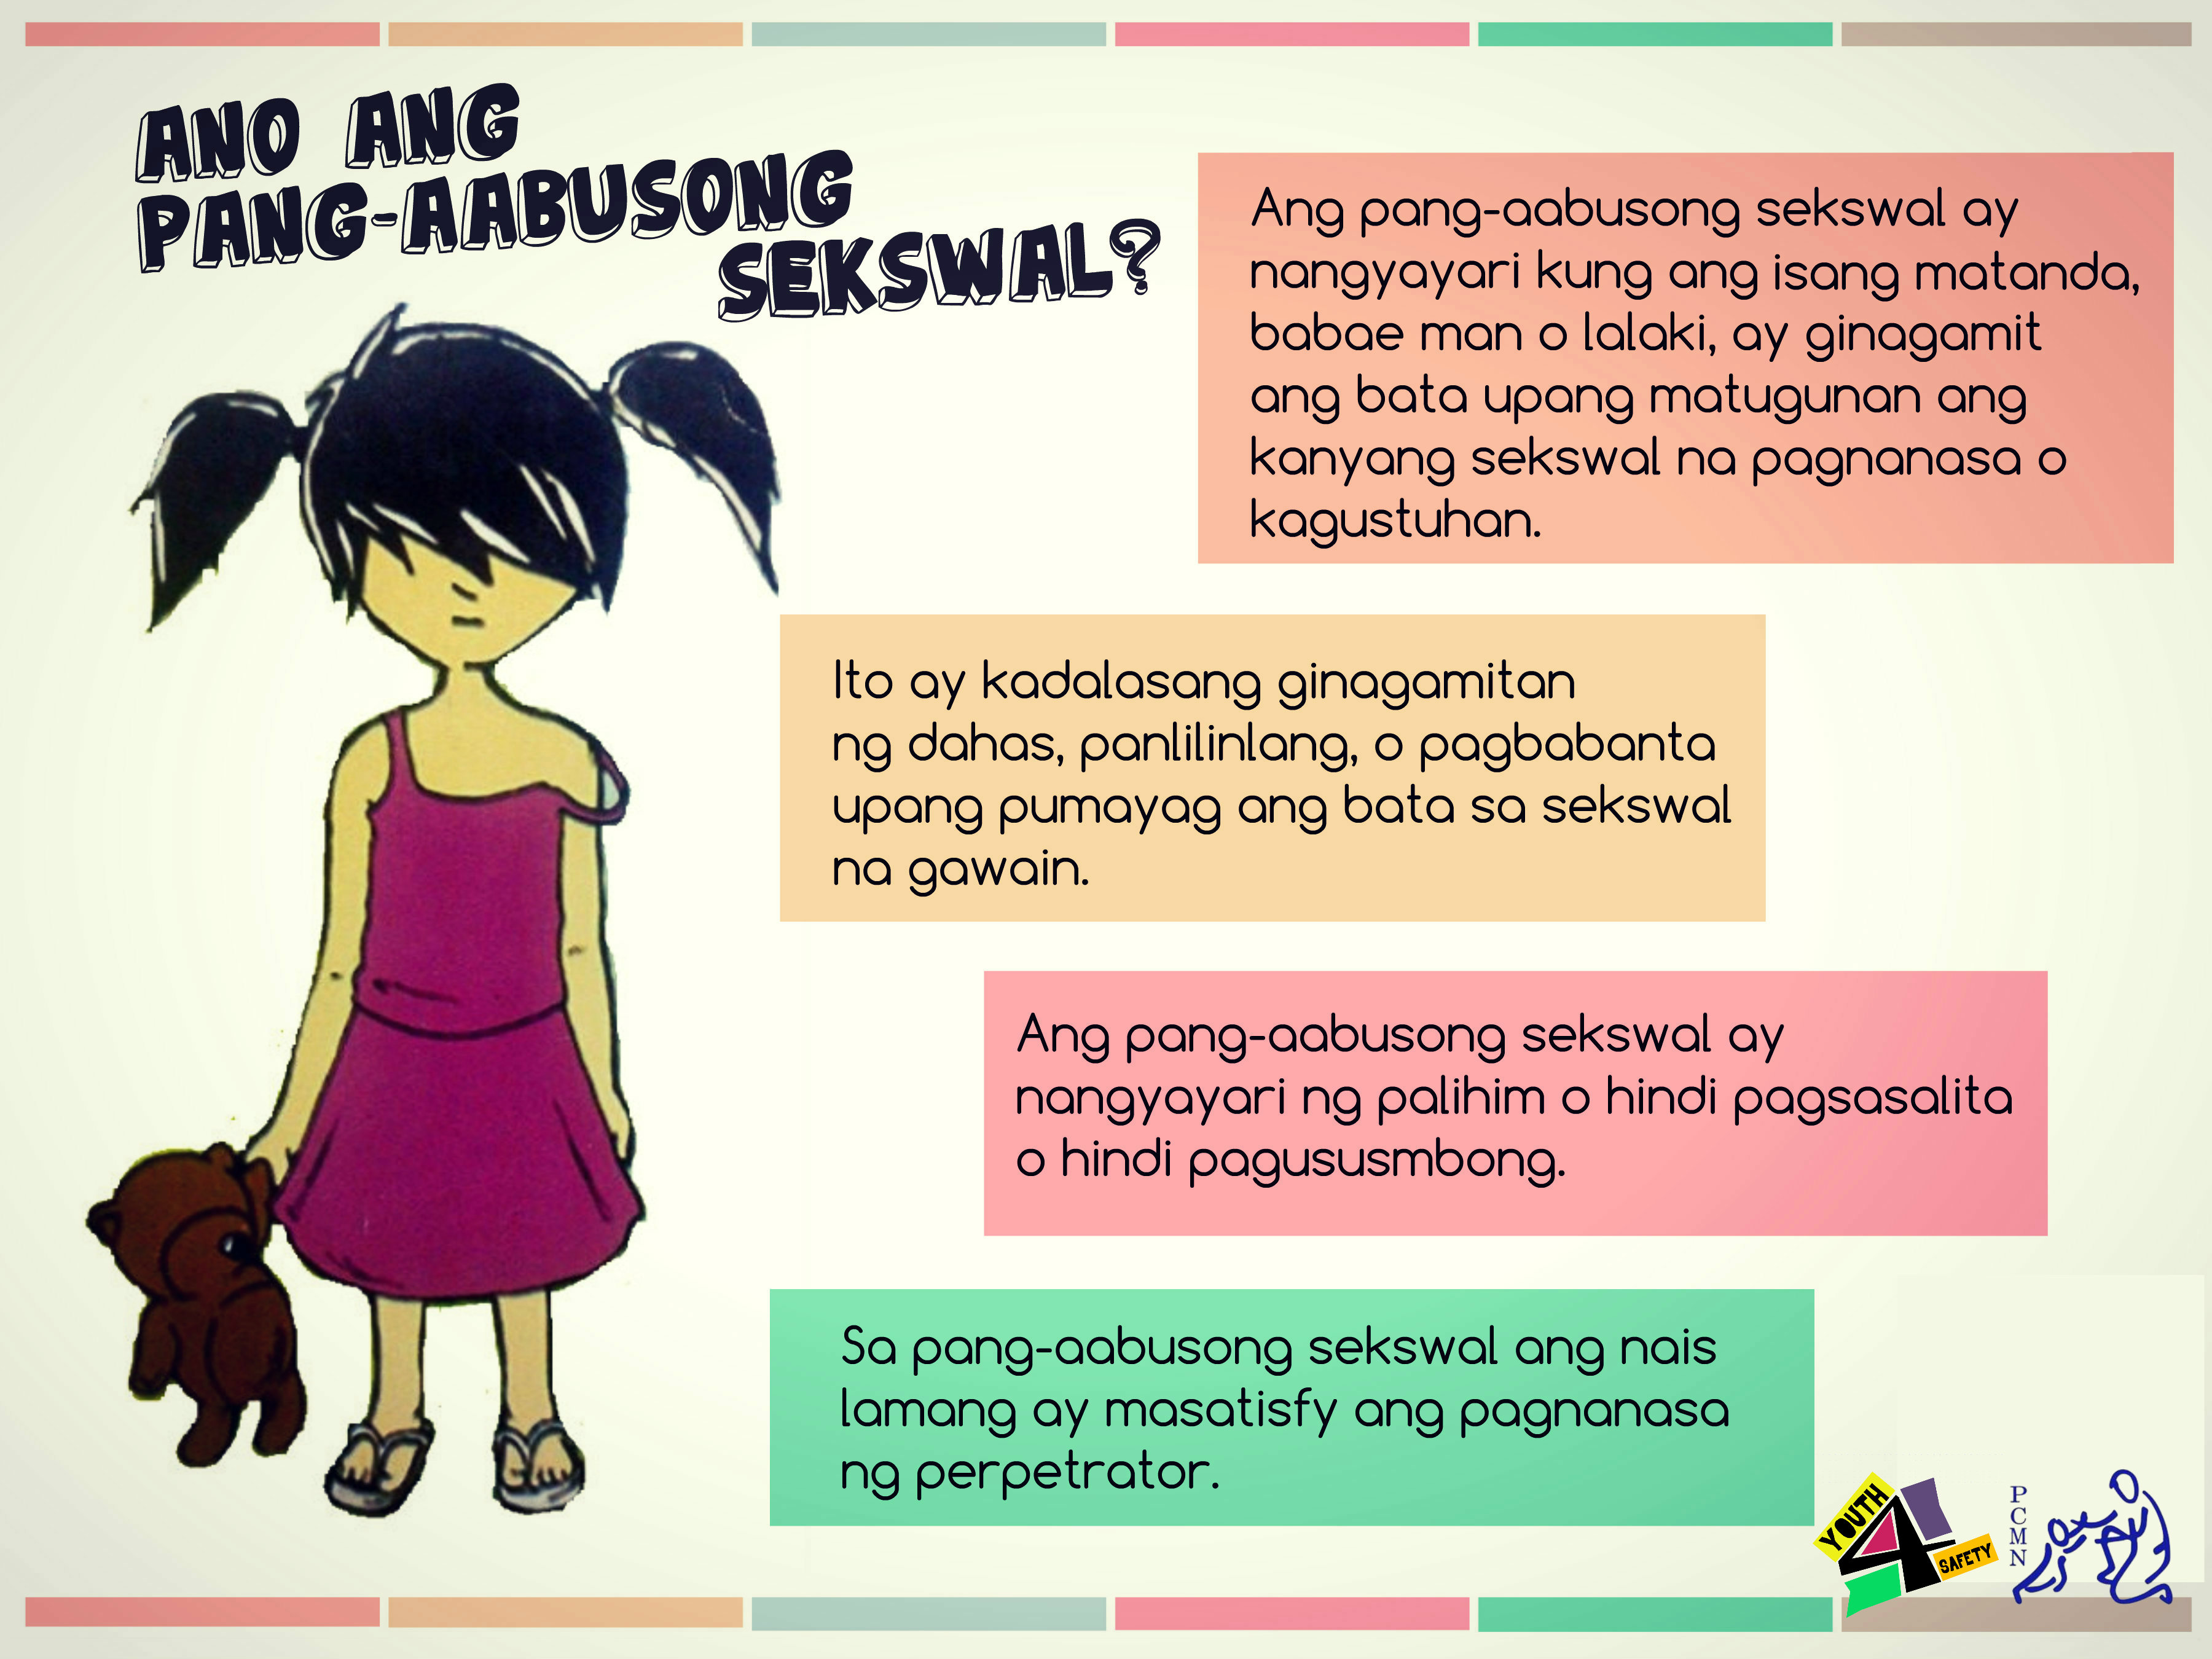 ANO ANG
PANG-AABUSONG
SEKSWAL?
Ang pang-aabusong sekswal ay
nangyayari kung ang isang matanda,
babae man o lalaki, ay ginagamit
ang bata upang matugunan ang
kanyang sekswal na pagnanasa o
kagustuhan.
Ito ay kadalasang ginagamitan
ng dahas, panlilinlang, o pagbabanta
upang pumayag ang bata sa sekswal
na gawain.
Ang pang-aabusong sekswal ay
nangyayari ng palihim o hindi pagsasalita
o hindi pagususmbong.
Sa pang-aabusong sekswal ang nais
lamang ay masatisfy ang pagnanasa
ng perpetrator.
YOUTH
4
SAFETY
PCMN